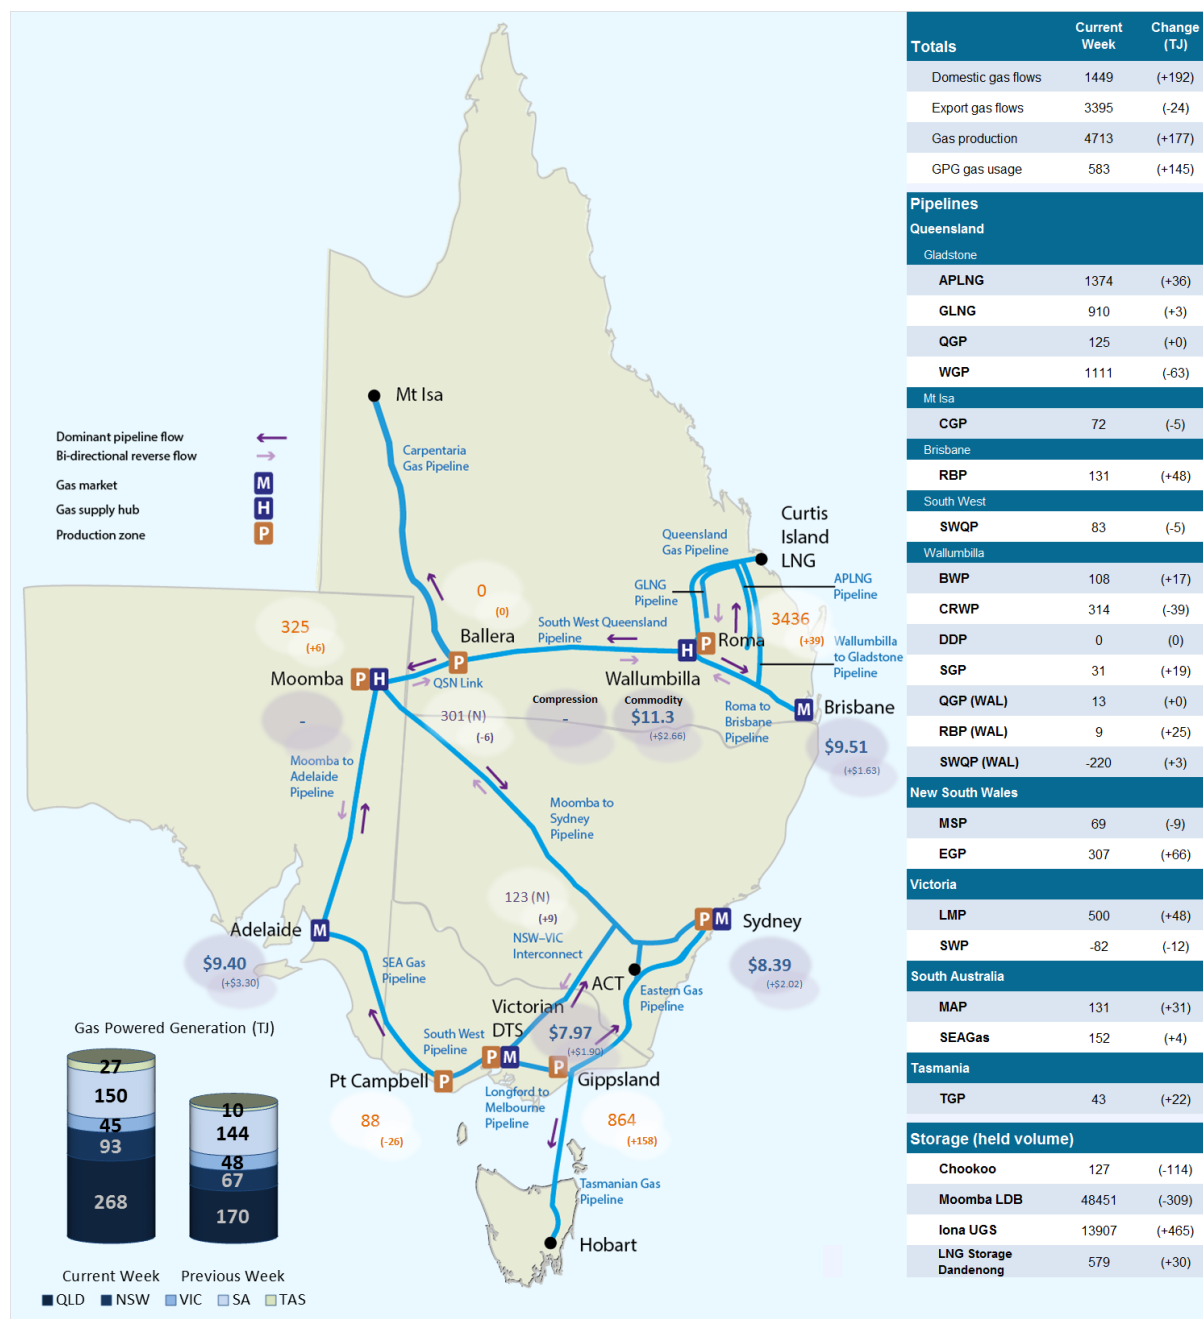 Mt Isa
Dominant pipeline flow
Bi-directional reverse flow
Gas market M
Gas supply hub H
Production zone P
Carpentaria
Gas Pipeline
Curtis
Island
LNG
Queensland
Gas Pipeline
GLNG
Pipeline
APLNG
Pipeline
0
(0)
325
(+6)
3436
(+39)
South West Queensland
Pipeline
Ballera
P
H P Roma
Wallumbilla
to Gladstone
Pipeline
Moomba P H
QSN Link
Wallumbilla
Compression
-
Commodity
$11.3
(+$2.66)
Roma to
Brisbane
Pipeline
M Brisbane
$9.51
(+$1.63)
-
301 (N)
(-6)
Moomba to
Adelaide
Pipeline
Moomba to
Sydney
Pipeline
123 (N)
(+9)
NSW–VIC
Interconnect
P M Sydney
$8.39
(+$2.02)
Adelaide M
$9.40
(+$3.30)
SEA Gas
Pipeline
ACT
Eastern Gas
Pipeline
Victorian
DTS
$7.97
(+$1.90)
South West
Pipeline
P M
Pt Campbell P
P
Gippsland
88
(-26)
Longford to
Melbourne
Pipeline
864
(+158)
Tasmanian Gas
Pipeline
Hobart
Gas Powered Generation (TJ)
27
150
45
93
268
10
144
48
67
170
Current Week Previous Week
QLD NSW VIC SA TAS
Totals Current Week Change (TJ)
Domestic gas flows 1449 (+192)
Export gas flows 3395 (-24)
Gas production 4713 (+177)
GPG gas usage 583 (+145)
Pipelines
Queensland
Gladstone
APLNG 1374 (+36)
GLNG 910 (+3)
QGP 125 (+0)
WGP 1111 (-63)
Mt Isa
CGP 72 (-5)
Brisbane
RBP 131 (+48)
South West
SWQP 83 (-5)
Wallumbilla
BWP 108 (+17)
CRWP 314 (-39)
DDP 0 (0)
SGP 31 (+19)
QGP (WAL) 13 (+0)
RBP (WAL) 9 (+25)
SWQP (WAL) -220 (+3)
New South Wales
MSP 69 (-9)
EGP 307 (+66)
Victoria
LMP 500 (+48)
SWP -82 (-12)
South Australia
MAP 131 (+31)
SEAGas 152 (+4)
Tasmania
TGP 43 (+22)
Storage (held volume)
Chookoo 127 (-114)
Moomba LDB 48451 (-309)
Iona UGS 13907 (+465)
LNG Storage Dandenong 579 (+30)